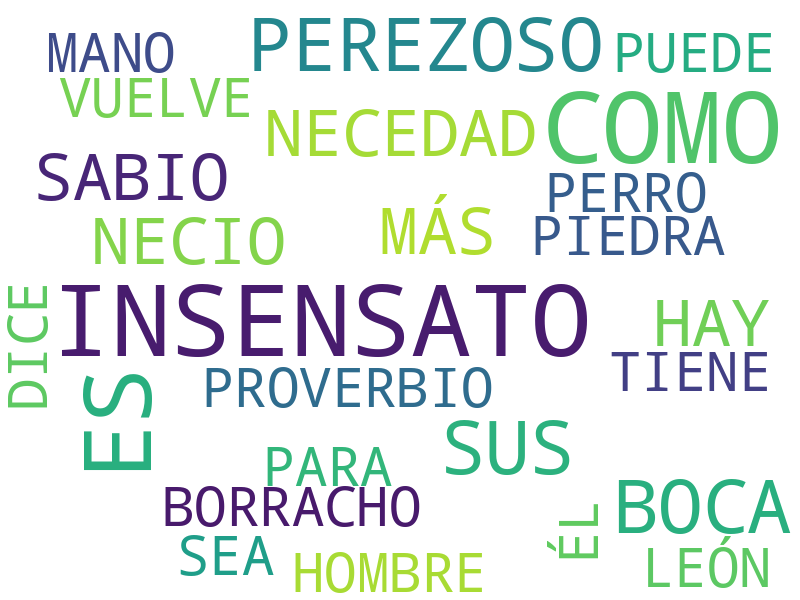 MANO PEREZOSO PUEDE
VUELVE NECEDAD COMO
SABIO PERRO
NECIO MÁS PIEDRA
DICE INSENSATO HAY
TIENE
ES PROVERBIO
SUS
PARA
BORRACHO BOCA
SEA HOMBRE ÉL LEÓN